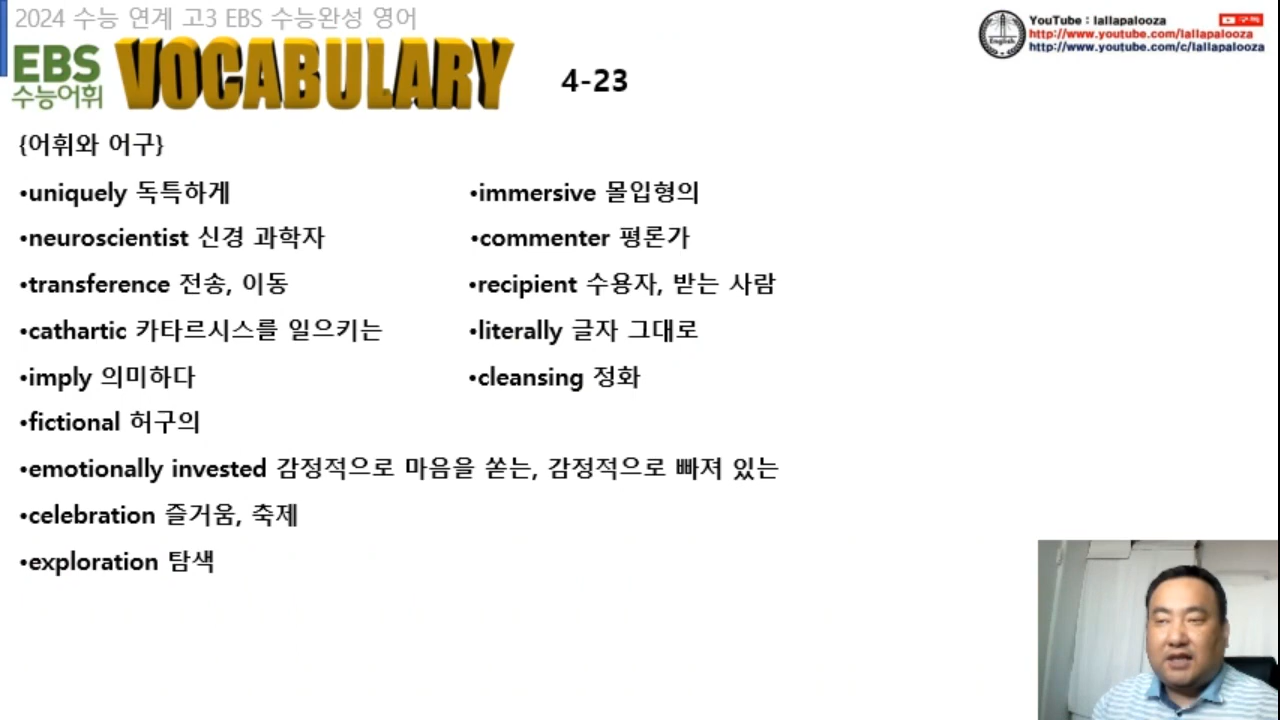 2024 수능 연계 고3 EBS 수능완성 영어
EBS 수능어휘
VOCABULARY
4-23
YouTube : lallapalooza
구독
http://www.youtube.com/lallapalooza
http://www.youtube.com/c/lallapalooza
English
{어휘와 어구}
•uniquely 독특하게
•neuroscientist 신경 과학자
•transference 전송, 이동
•cathartic 카타르시스를 일으키는
•imply 의미하다
•fictional 허구의
•emotionally invested 감정적으로 마음을 쏟는, 감정적으로 빠져 있는
•celebration 즐거움, 축제
•exploration 탐색
•immersive 몰입형의
•commenter 평론가
•recipient 수용자, 받는 사람
•literally 글자 그대로
•cleansing 정화